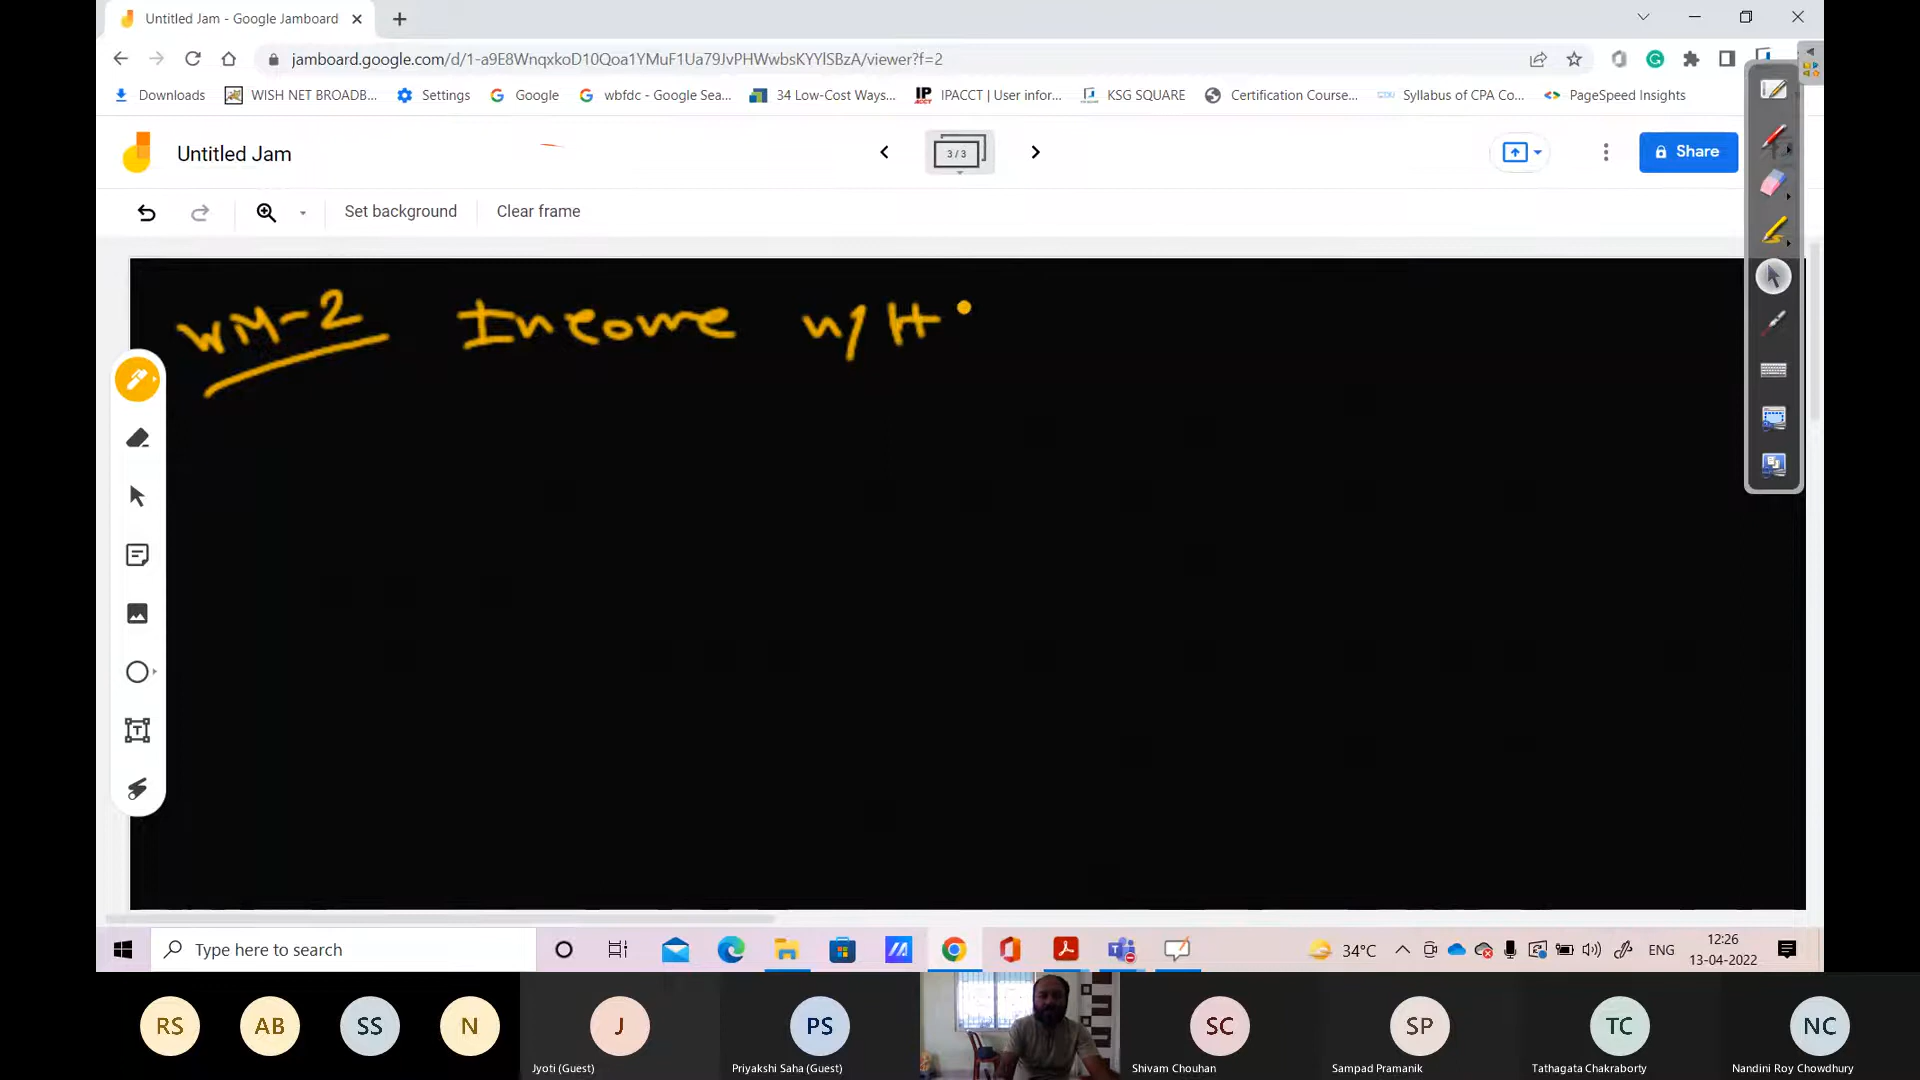 Untitled Jam - Google Jamboard
jamboard.google.com/d/1-a9E8WnqxkoD10Qoa1YMuF1Ua79JvPHWwbsKYYlSBzA/viewer?f=2
Downloads WISH NET BROADB... Settings Google wbfdc - Google Sea... 34 Low-Cost Ways... IPACCT | User infor... KSG SQUARE Certification Course... Syllabus of CPA Co... PageSpeed Insights
Untitled Jam 3 / 3 Share
Set background Clear frame
WM-2 Income u/H
Type here to search 34°C ENG 12:26
13-04-2022
RS AB SS N J PS SC SP TC NC
Jyoti (Guest) Priyakshi Saha (Guest) Shivam Chouhan Sampad Pramanik Tathagata Chakraborty Nandini Roy Chowdhury